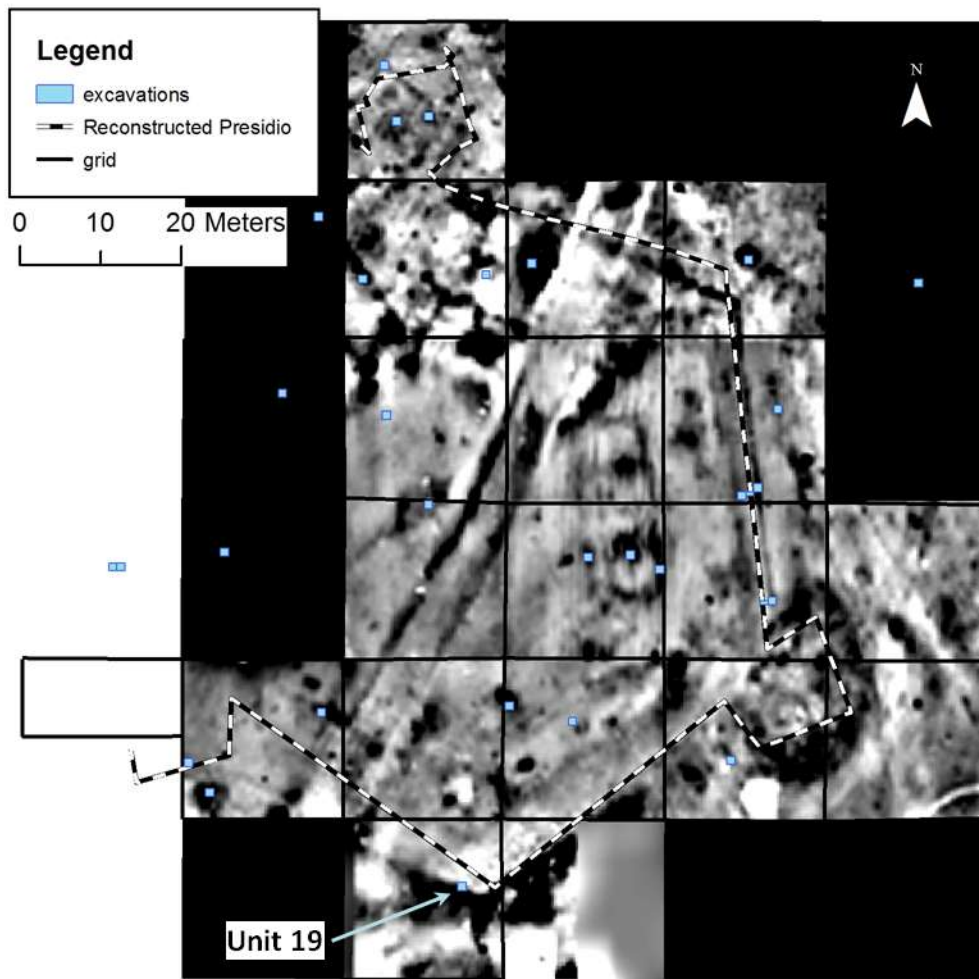 Legend
excavations
Reconstructed Presidio
grid
0 10 20 Meters
N
Unit 19